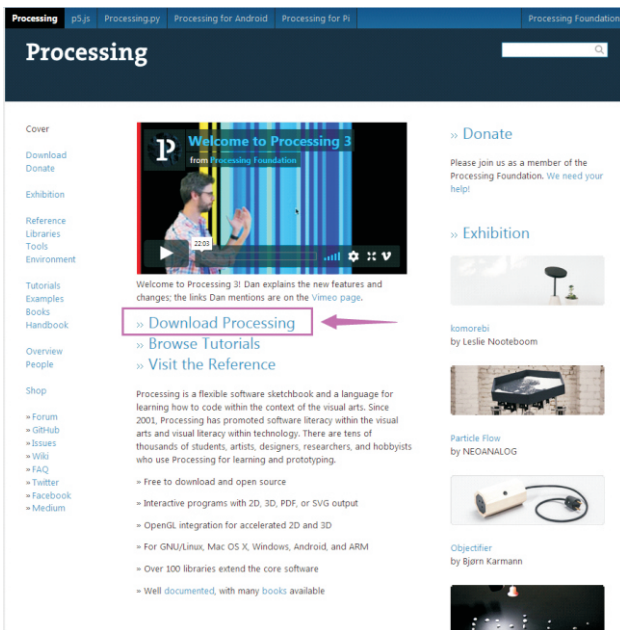 Processing p5.js Processing.py Processing for Android Processing for Pi Processing Foundation
Processing
Cover
Download
Donate
Exhibition
Reference
Libraries
Tools
Environment
Tutorials
Examples
Books
Handbook
Overview
People
Shop
» Forum
» GitHub
» Issues
» Wiki
» FAQ
» Twitter
» Facebook
» Medium
Welcome to Processing 3
from Processing Foundation
22:03
Welcome to Processing 3! Dan explains the new features and
changes; the links Dan mentions are on the Vimeo page.
» Download Processing
» Browse Tutorials
» Visit the Reference
Processing is a flexible software sketchbook and a language for
learning how to code within the context of the visual arts. Since
2001, Processing has promoted software literacy within the visual
arts and visual literacy within technology. There are tens of
thousands of students, artists, designers, researchers, and hobbyists
who use Processing for learning and prototyping.
» Free to download and open source
» Interactive programs with 2D, 3D, PDF, or SVG output
» OpenGL integration for accelerated 2D and 3D
» For GNU/Linux, Mac OS X, Windows, Android, and ARM
» Over 100 libraries extend the core software
» Well documented, with many books available
» Donate
Please join us as a member of the
Processing Foundation. We need your
help!
» Exhibition
komorebi
by Leslie Nooteboom
Particle Flow
by NEOANALOG
Objectifier
by Bjørn Karmann